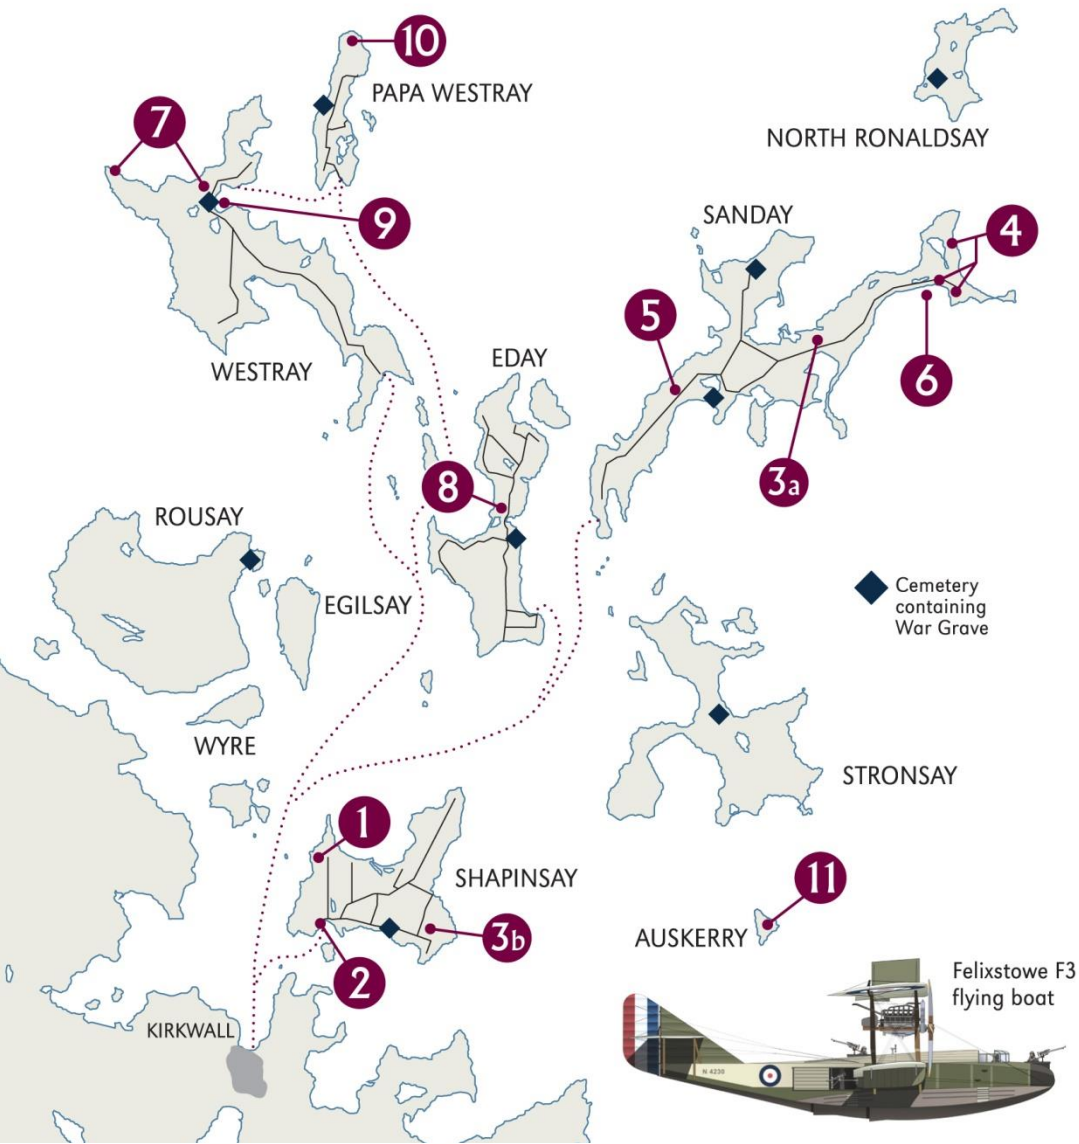 10
PAPA WESTRAY
7
NORTH RONALDSAY
9
SANDAY
4
5
EDAY
WESTRAY
6
8
3a
ROUSAY
EGILSAY
Cemetery
containing
War Grave
WYRE
STRONSAY
1
SHAPINSAY
11
3b
AUSKERRY
2
Felixstowe F3
flying boat
KIRKWALL
N 4230